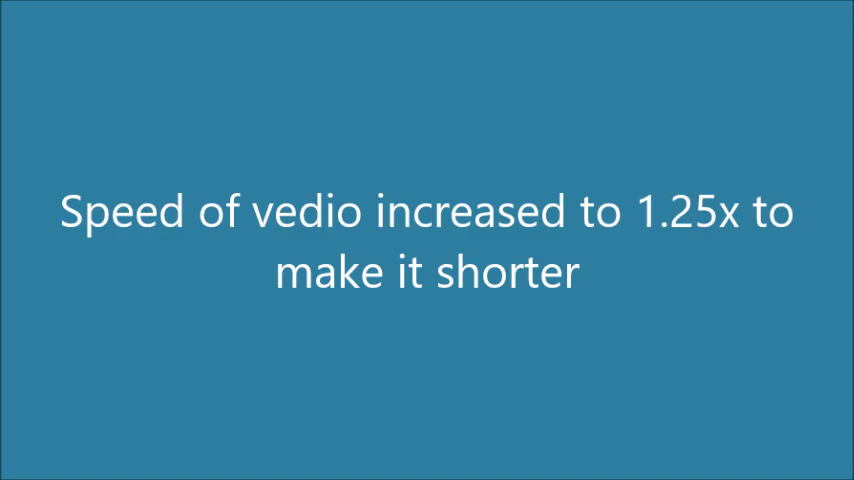 Speed of vedio increased to 1.25x to
make it shorter